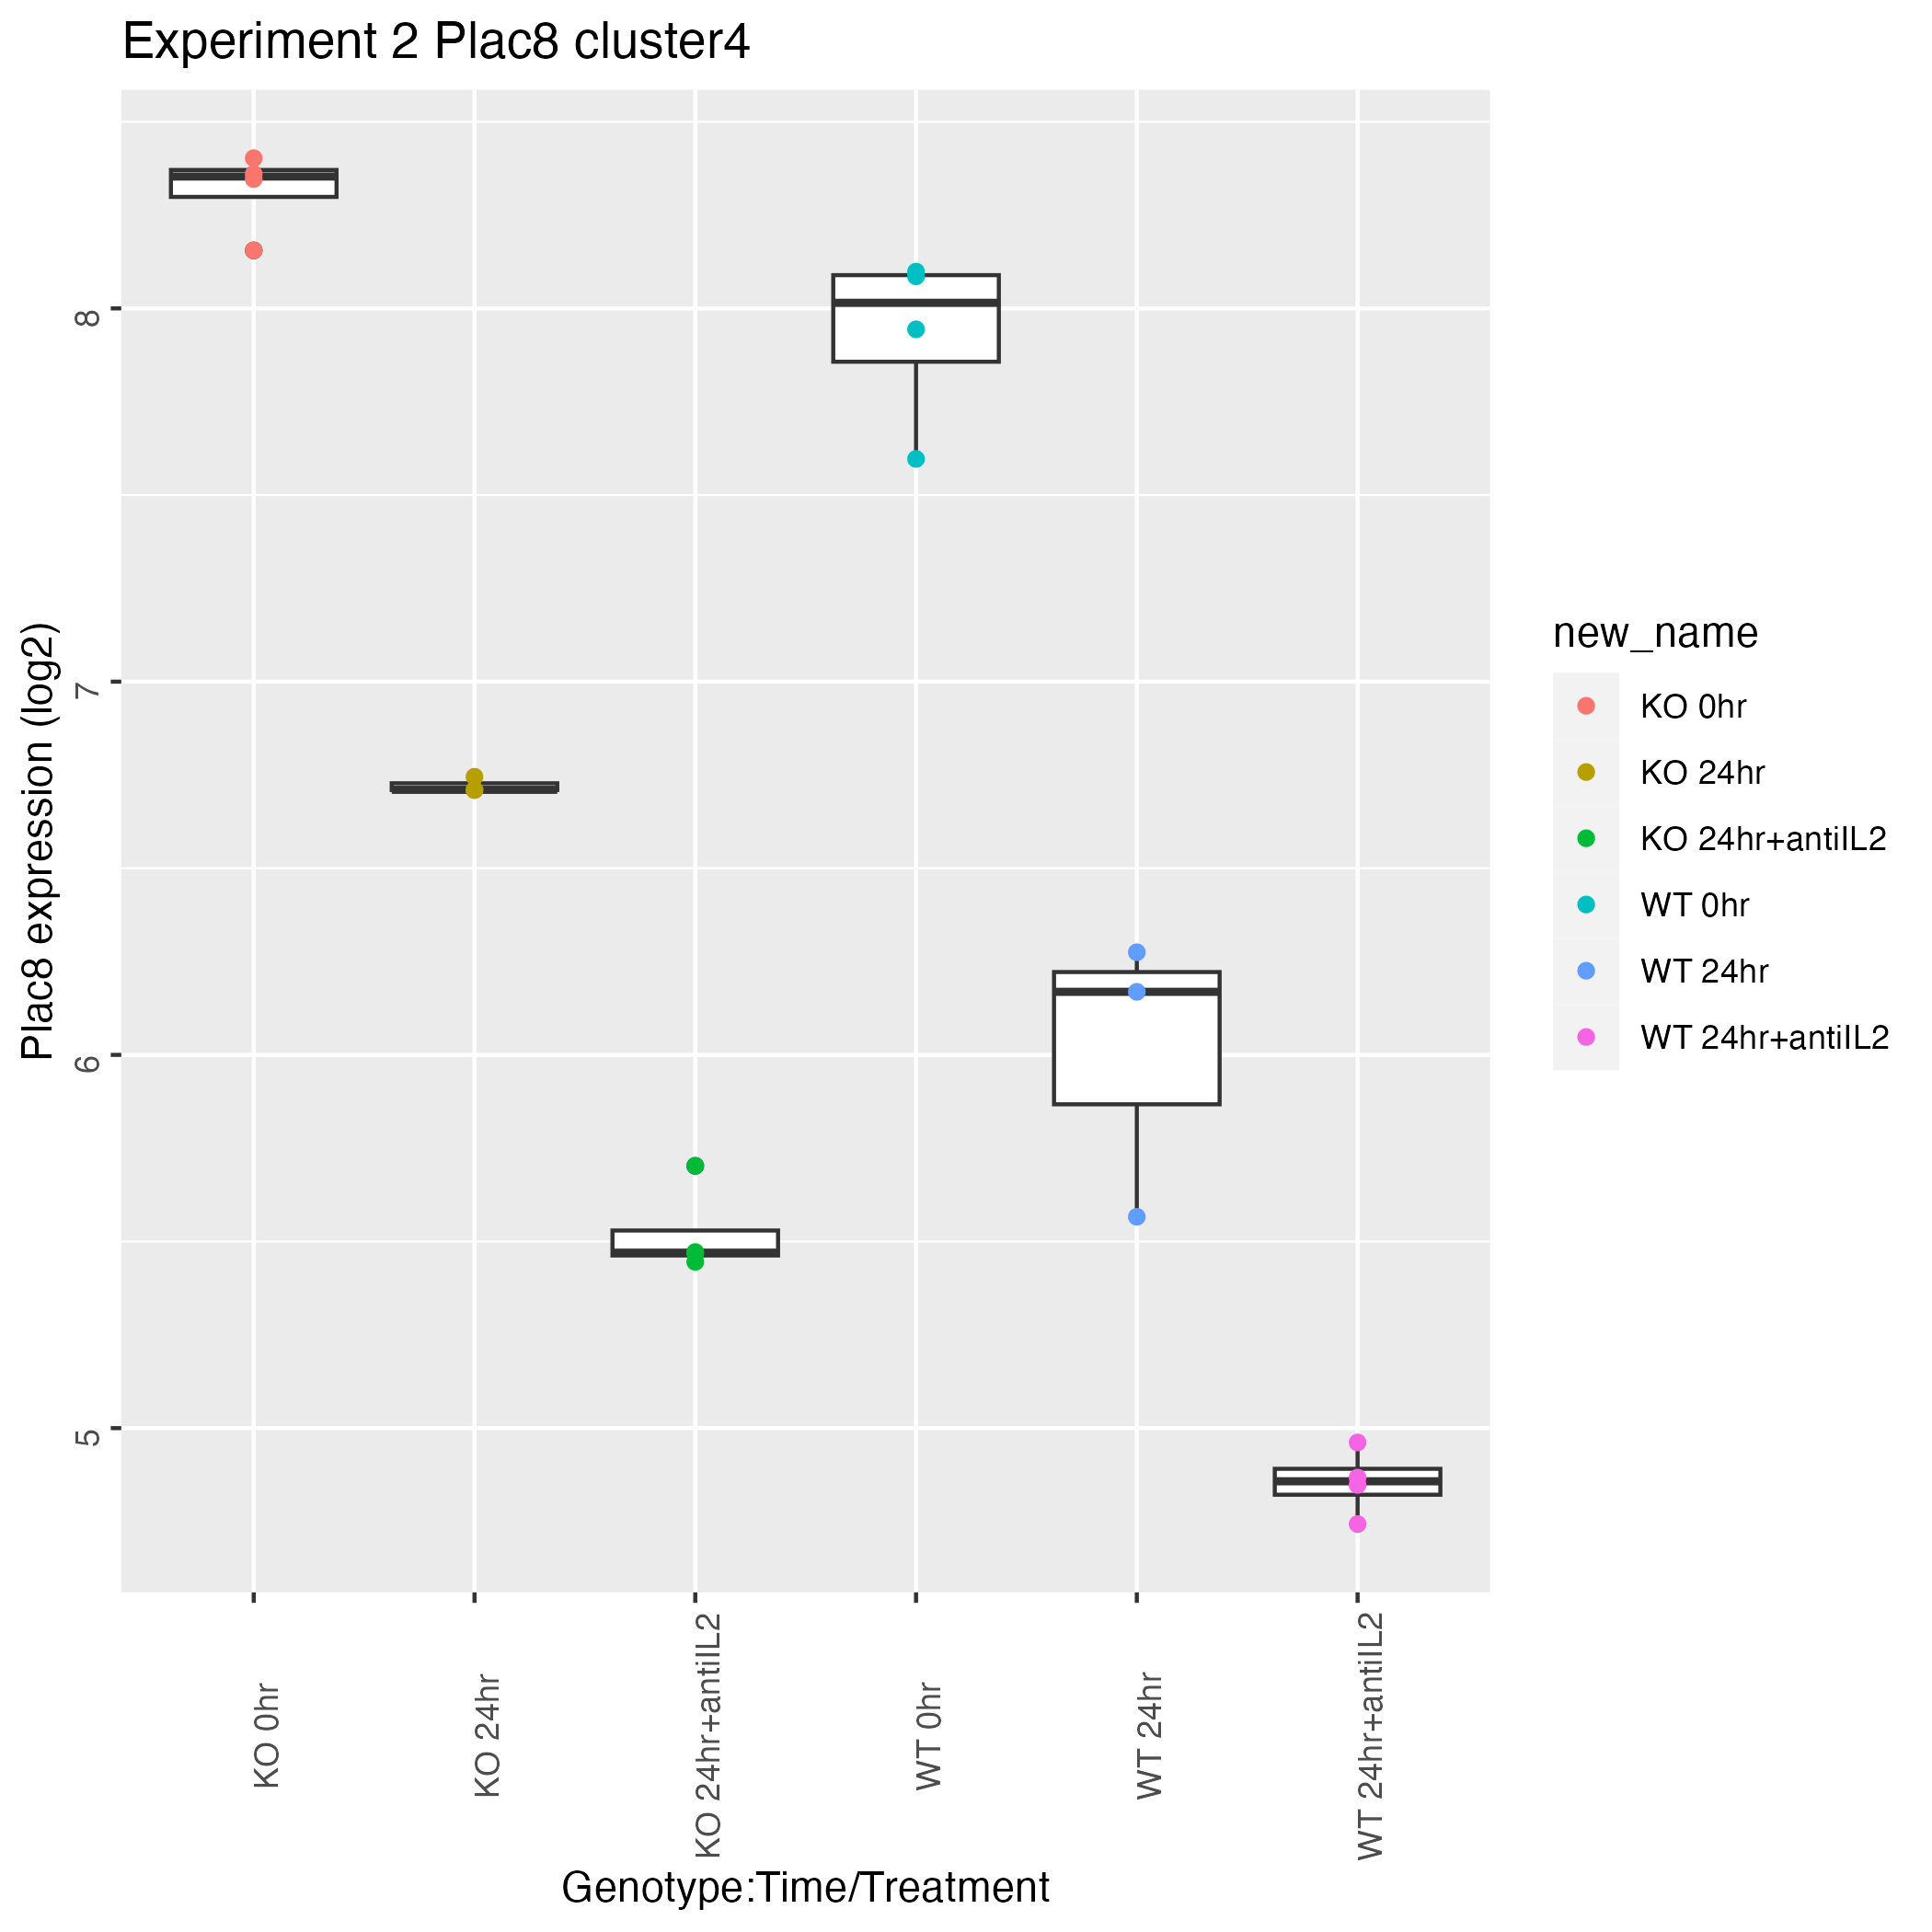 Experiment 2 Plac8 cluster4
Plac8 expression (log2)
8
7
6
5
KO 0hr
KO 24hr
KO 24hr+antiIL2
WT 0hr
WT 24hr
WT 24hr+antiIL2
Genotype:Time/Treatment
new_name
KO 0hr
KO 24hr
KO 24hr+antiIL2
WT 0hr
WT 24hr
WT 24hr+antiIL2